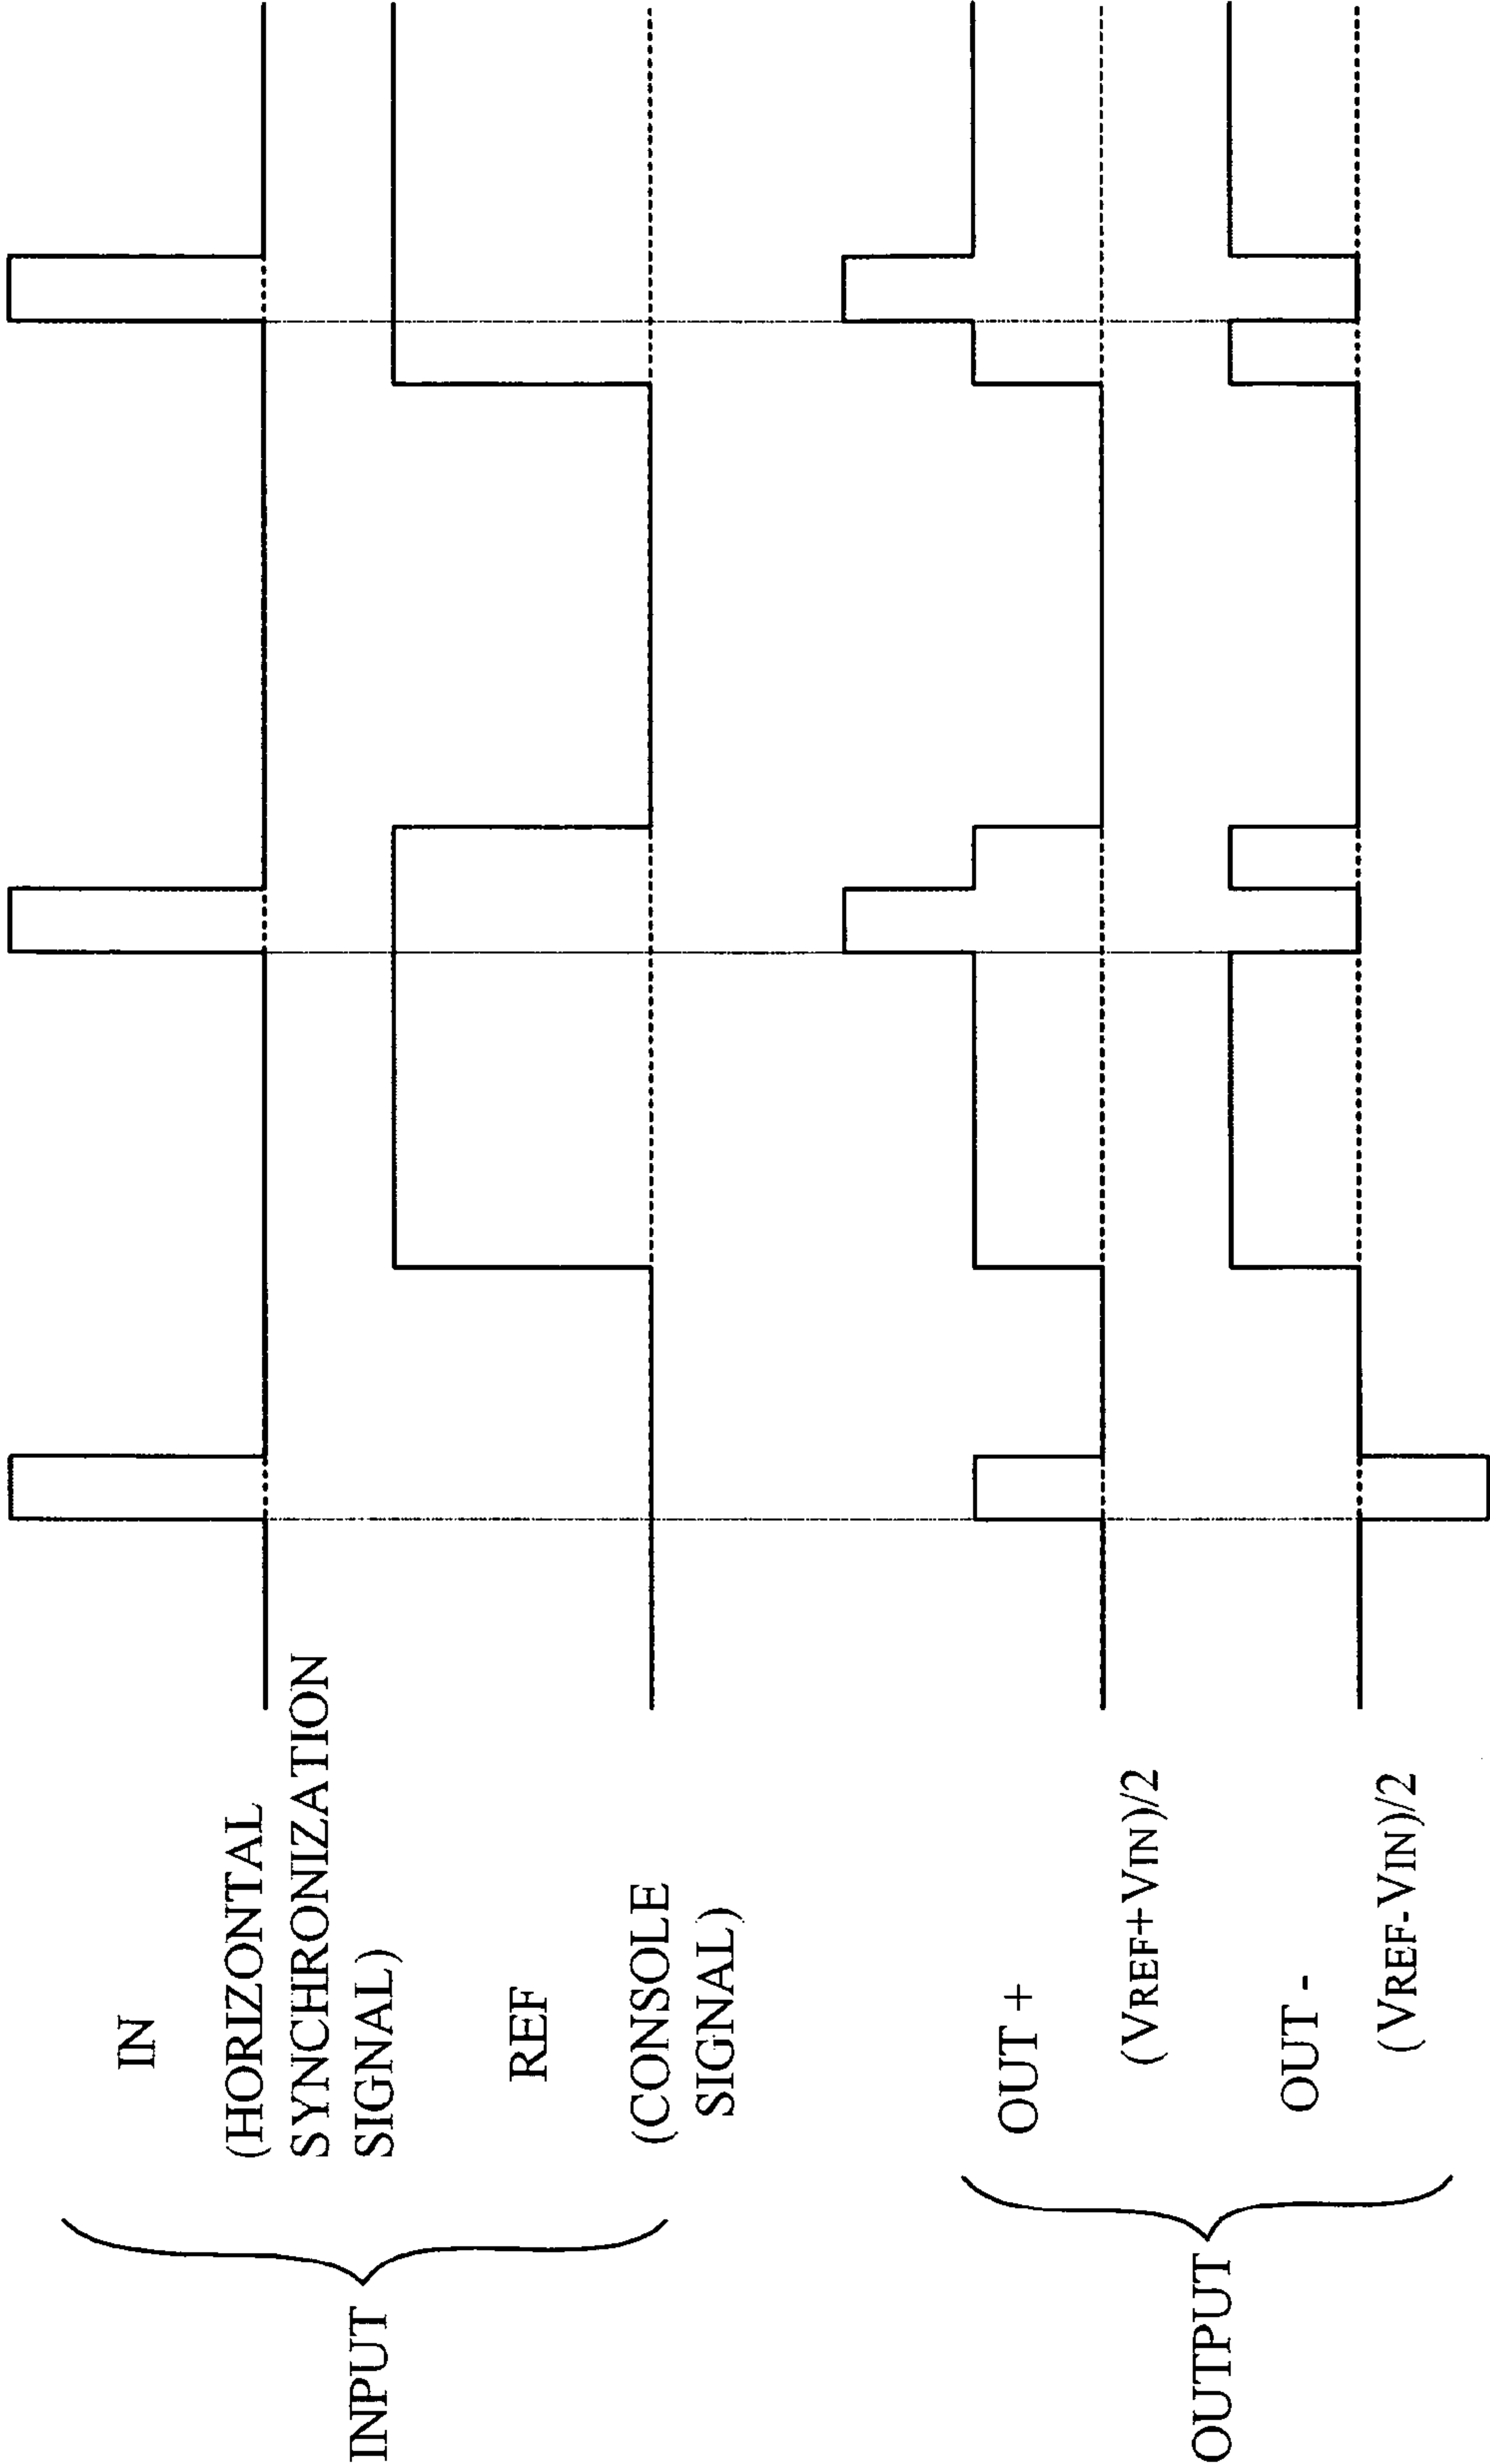 INPUT
IN
(HORIZONTAL
SYNCHRONIZATION
SIGNAL)
REF
(CONSOLE
SIGNAL)
OUTPUT
OUT +
(VREF+VIN)/2
OUT -
(VREF-VIN)/2